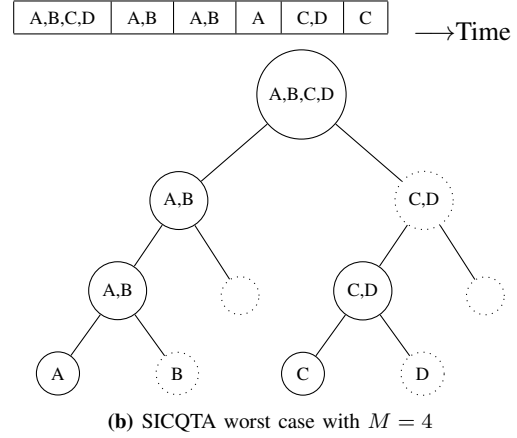 A,B,C,D A,B A,B A C,D C
→Time
A,B,C,D
A,B C,D
A,B C,D
A B C D
(b) SICQTA worst case with M = 4